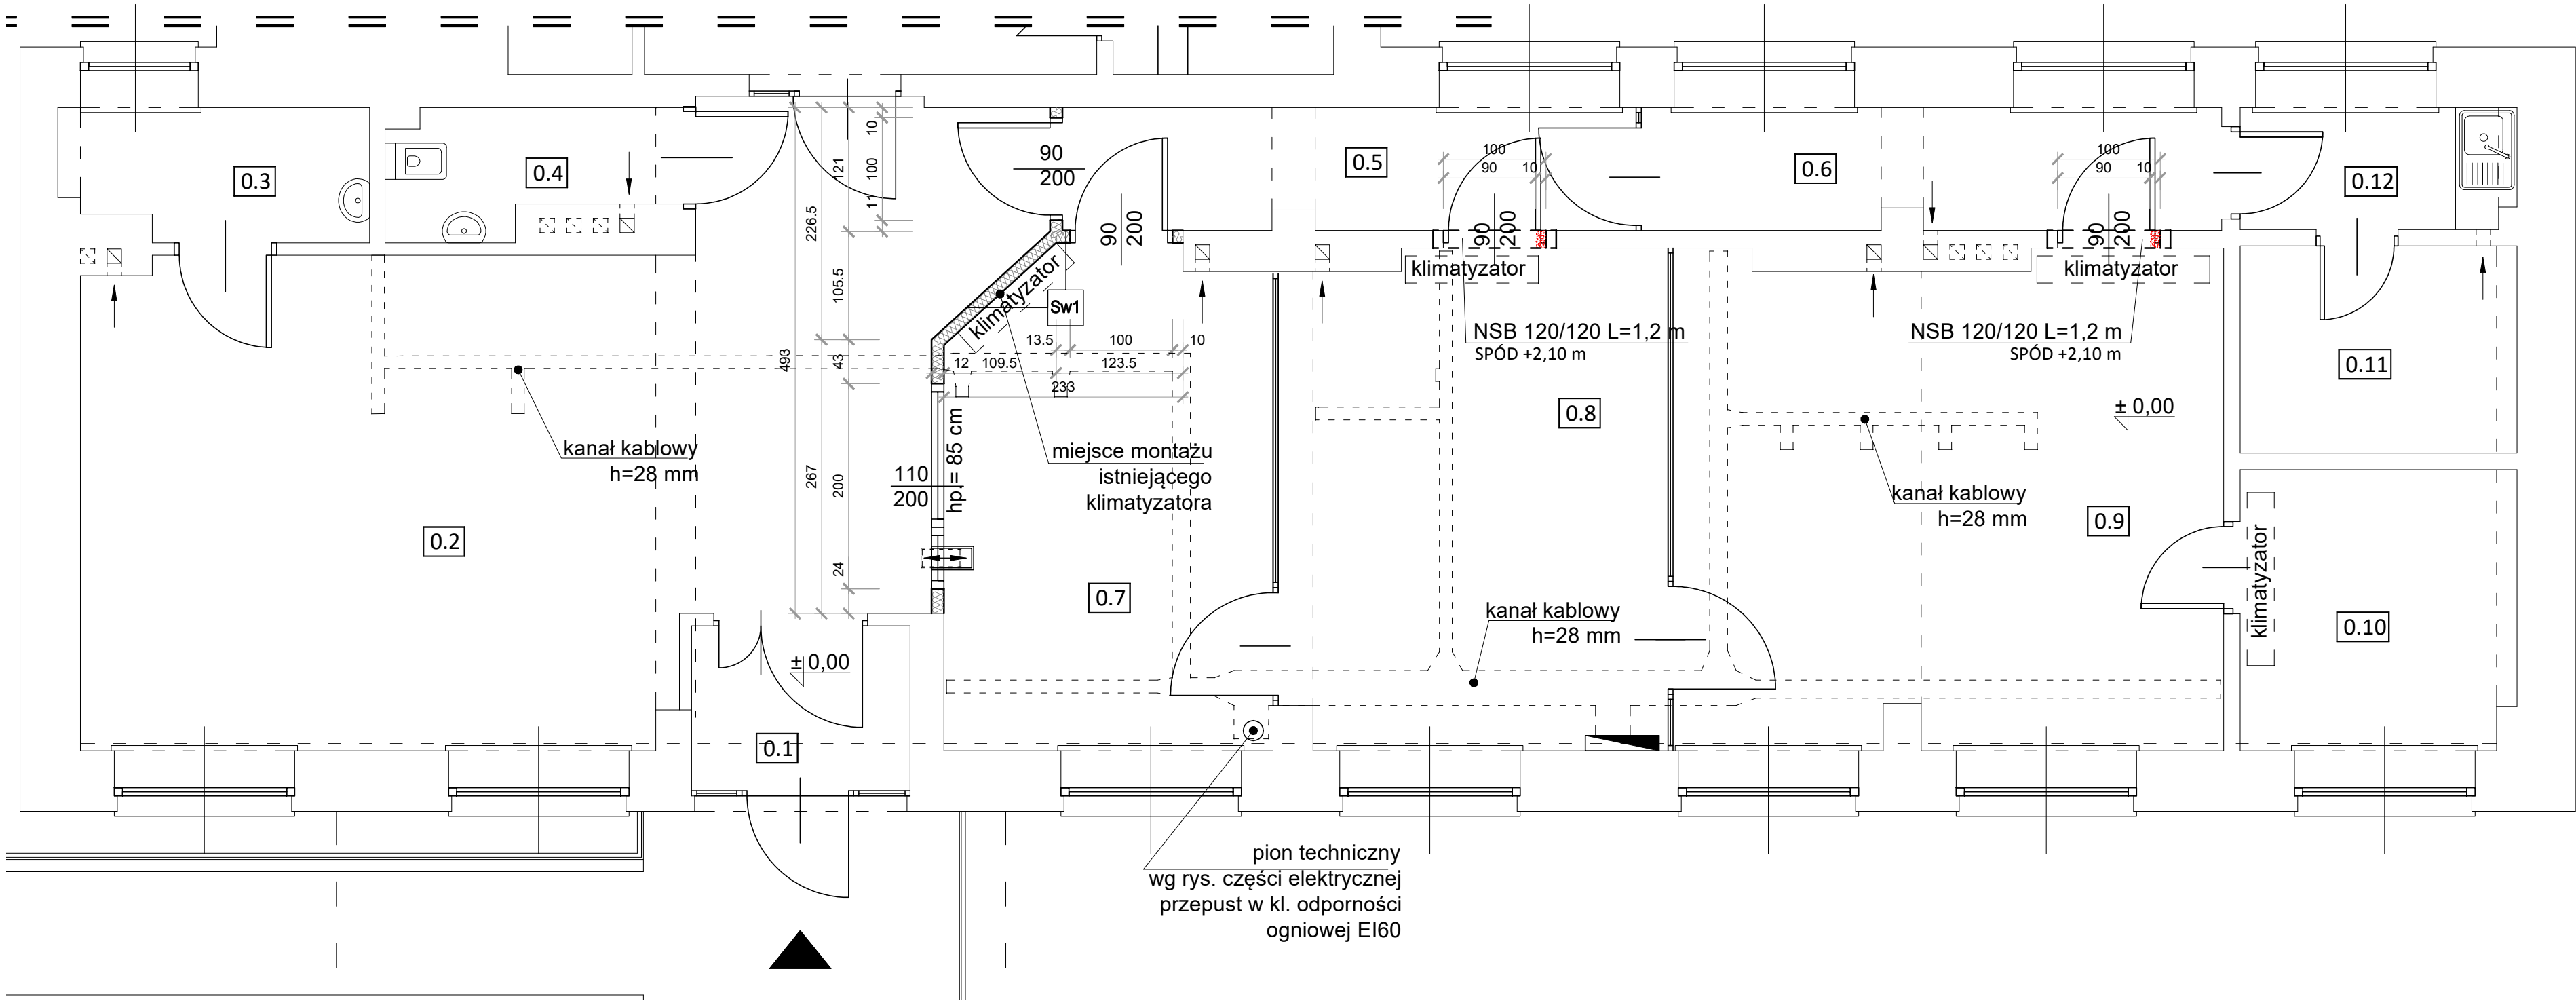 0.3
0.4
90
200
0.5
0.6
0.12
10
121
100
11
226.5
105.5
493
43
267
200
24
90
200
100
90
10
90
200
100
90
10
90
200
klimatyzator
klimatyzator
klimatyzator
Sw1
NSB 120/120 L=1,2 m
SPÓD +2,10 m
NSB 120/120 L=1,2 m
SPÓD +2,10 m
13.5
100
10
12
109.5
123.5
233
0.11
± 0,00
0.8
kanał kablowy
h=28 mm
110
200
hp.= 85 cm
miejsce montażu
istniejącego
klimatyzatora
kanał kablowy
h=28 mm
0.2
0.9
klimatyzator
0.7
kanał kablowy
h=28 mm
0.10
± 0,00
0.1
pion techniczny
wg rys. części elektrycznej
przepust w kl. odporności
ogniowej EI60